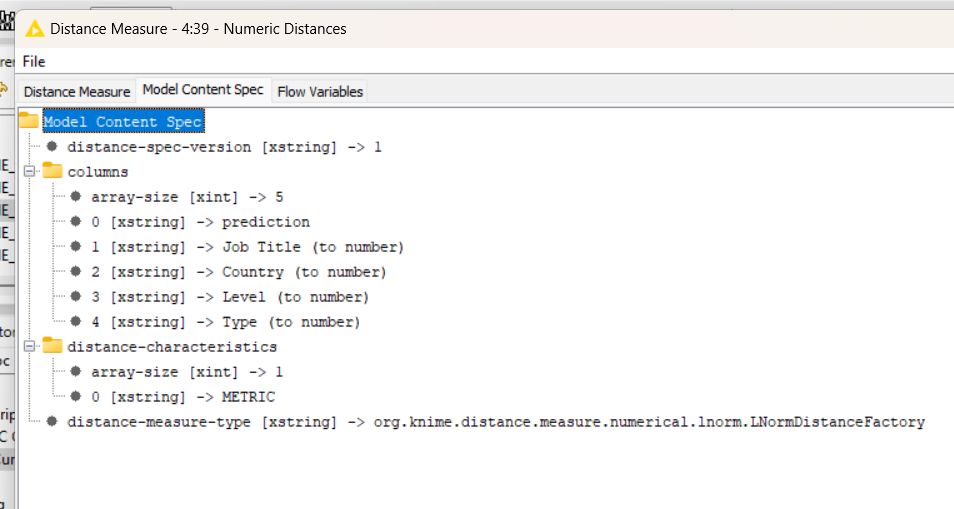 Distance Measure - 4:39 - Numeric Distances
File
Distance Measure Model Content Spec Flow Variables
Model Content Spec
distance-spec-version [xstring] -> 1
columns
array-size [xint] -> 5
0 [xstring] -> prediction
1 [xstring] -> Job Title (to number)
2 [xstring] -> Country (to number)
3 [xstring] -> Level (to number)
4 [xstring] -> Type (to number)
distance-characteristics
array-size [xint] -> 1
0 [xstring] -> METRIC
distance-measure-type [xstring] -> org.knime.distance.measure.numerical.lnorm.LNormDistanceFactory